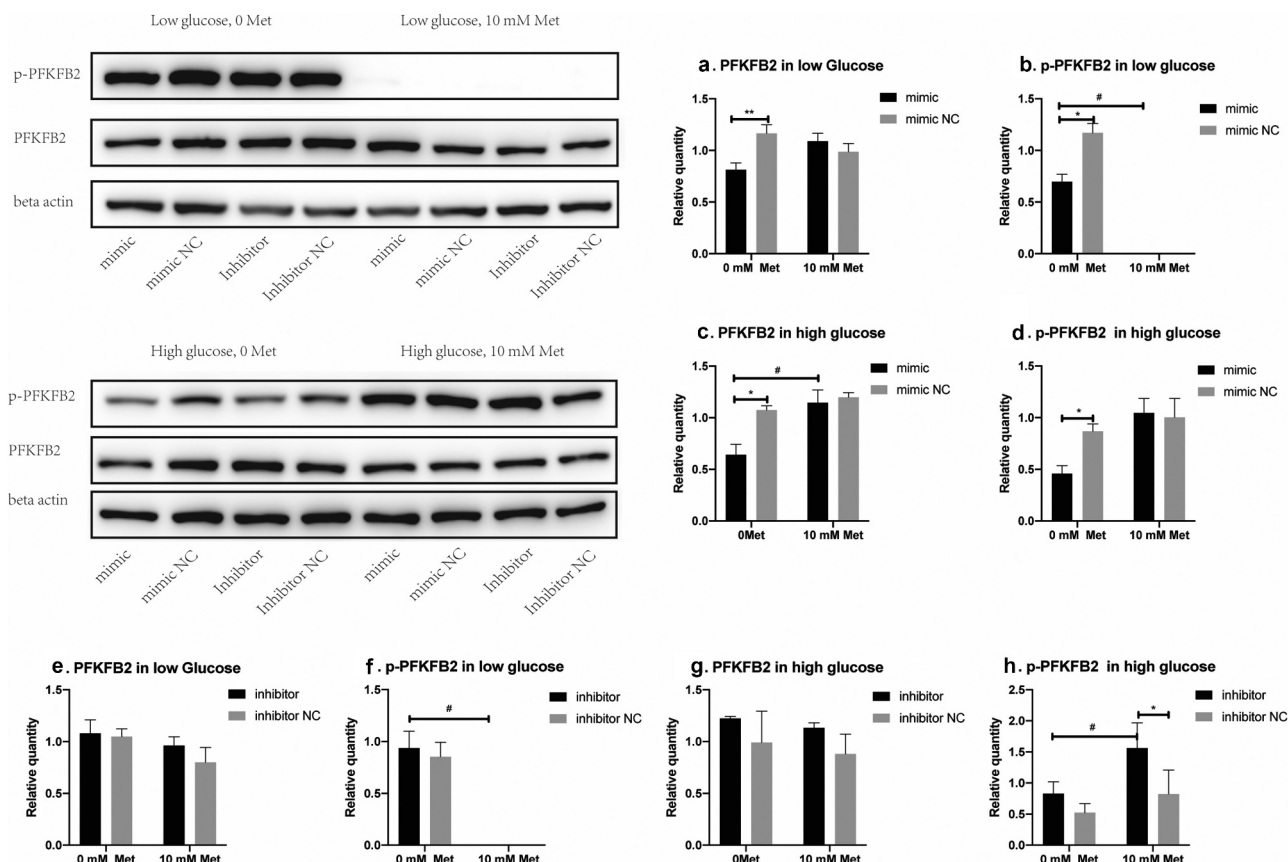 Low glucose, 0 Met
Low glucose, 10 mM Met
p-PFKFB2
PFKFB2
beta actin
mimic
mimic NC
Inhibitor
Inhibitor NC
mimic
mimic NC
Inhibitor
Inhibitor NC
High glucose, 0 Met
High glucose, 10 mM Met
p-PFKFB2
PFKFB2
beta actin
mimic
mimic NC
Inhibitor
Inhibitor NC
mimic
mimic NC
Inhibitor
Inhibitor NC
a. PFKFB2 in low Glucose
Relative quantity
1.5
1.0
0.5
0.0
**
mimic
mimic NC
0 mM Met
10 mM Met
b. p-PFKFB2 in low glucose
Relative quantity
1.5
1.0
0.5
0.0
#
*
mimic
mimic NC
0 mM Met
10 mM Met
c. PFKFB2 in high glucose
Relative quantity
1.5
1.0
0.5
0.0
#
*
mimic
mimic NC
0Met
10 mM Met
d. p-PFKFB2 in high glucose
Relative quantity
1.5
1.0
0.5
0.0
*
mimic
mimic NC
0 mM Met
10 mM Met
e. PFKFB2 in low Glucose
Relative quantity
1.5
1.0
0.5
0.0
inhibitor
inhibitor NC
0 mM Met
10 mM Met
f. p-PFKFB2 in low glucose
Relative quantity
1.5
1.0
0.5
0.0
#
inhibitor
inhibitor NC
0 mM Met
10 mM Met
g. PFKFB2 in high glucose
Relative quantity
1.5
1.0
0.5
0.0
inhibitor
inhibitor NC
0Met
10 mM Met
h. p-PFKFB2 in high glucose
Relative quantity
2.5
2.0
1.5
1.0
0.5
0.0
#
*
inhibitor
inhibitor NC
0 mM Met
10 mM Met